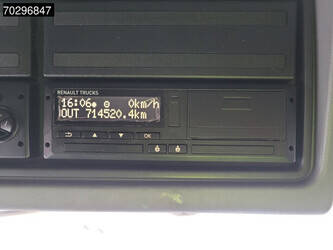 70296847
RENAULT TRUCKS
16:06 0km/h
OUT 714520.4km
OK